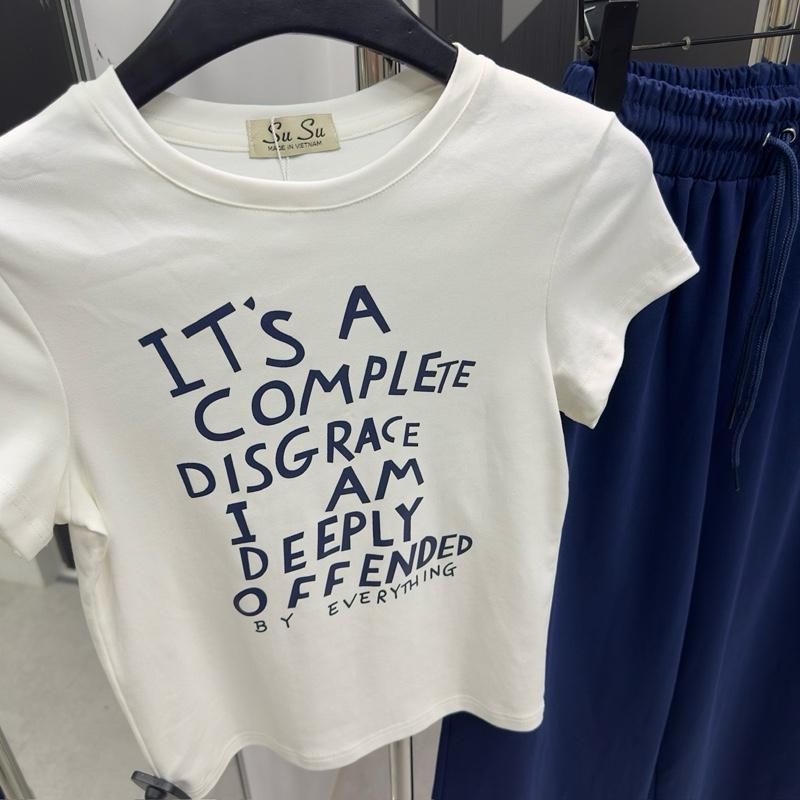 Su Su
MADE IN VIETNAM
IT'S A
COMPLETE
DISGRACE
I AM
DEEPLY
OFFENDED
BY EVERYTHING